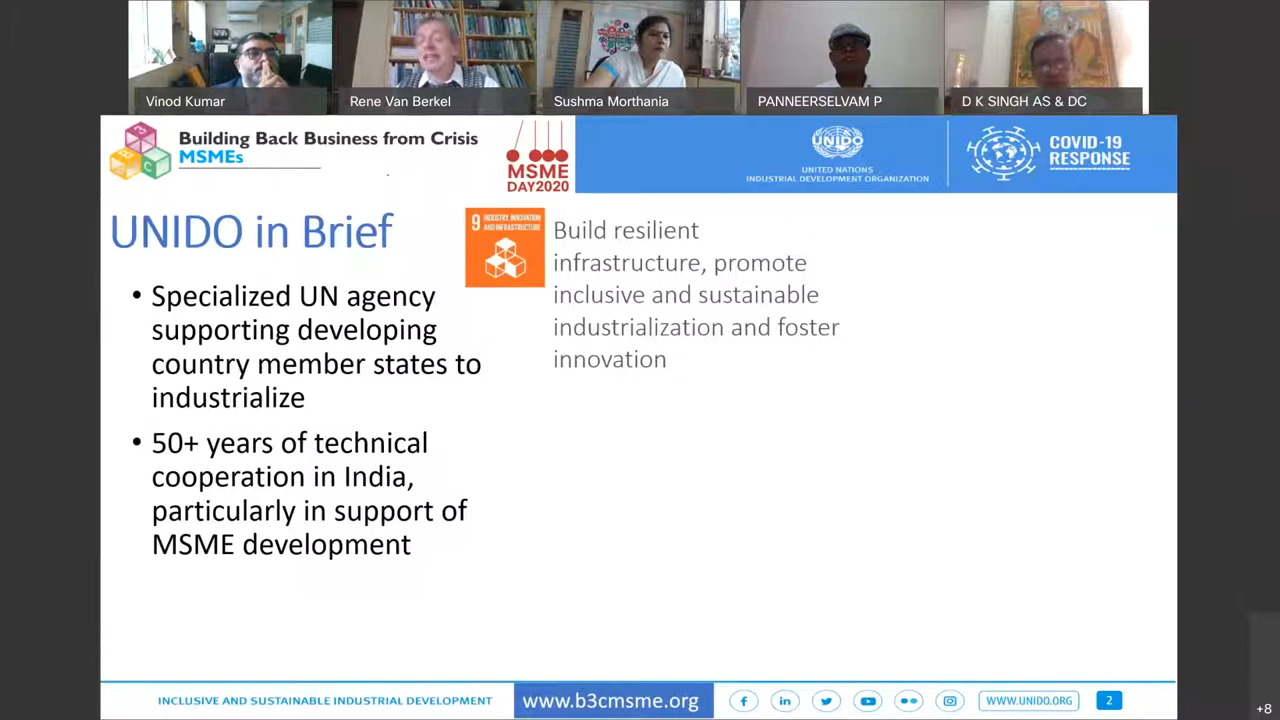 Vinod Kumar
Rene Van Berkel
Sushma Morthania
PANNEERSELVAM P
D K SINGH AS & DC
Building Back Business from Crisis
MSMEs
B
B
C
MSME
DAY2020
UNIDO
UNITED NATIONS
INDUSTRIAL DEVELOPMENT ORGANIZATION
COVID-19
RESPONSE
UNIDO in Brief
• Specialized UN agency
supporting developing
country member states to
industrialize
• 50+ years of technical
cooperation in India,
particularly in support of
MSME development
9 INDUSTRY, INNOVATION
AND INFRASTRUCTURE
Build resilient
infrastructure, promote
inclusive and sustainable
industrialization and foster
innovation
INCLUSIVE AND SUSTAINABLE INDUSTRIAL DEVELOPMENT
www.b3cmsme.org
WWW.UNIDO.ORG
2
+8